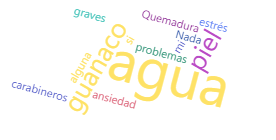 graves
Quemadura
estrés
Nada
mi
piel
sí
problemas
guanaco
alguna
agua
carabineros
ansiedad